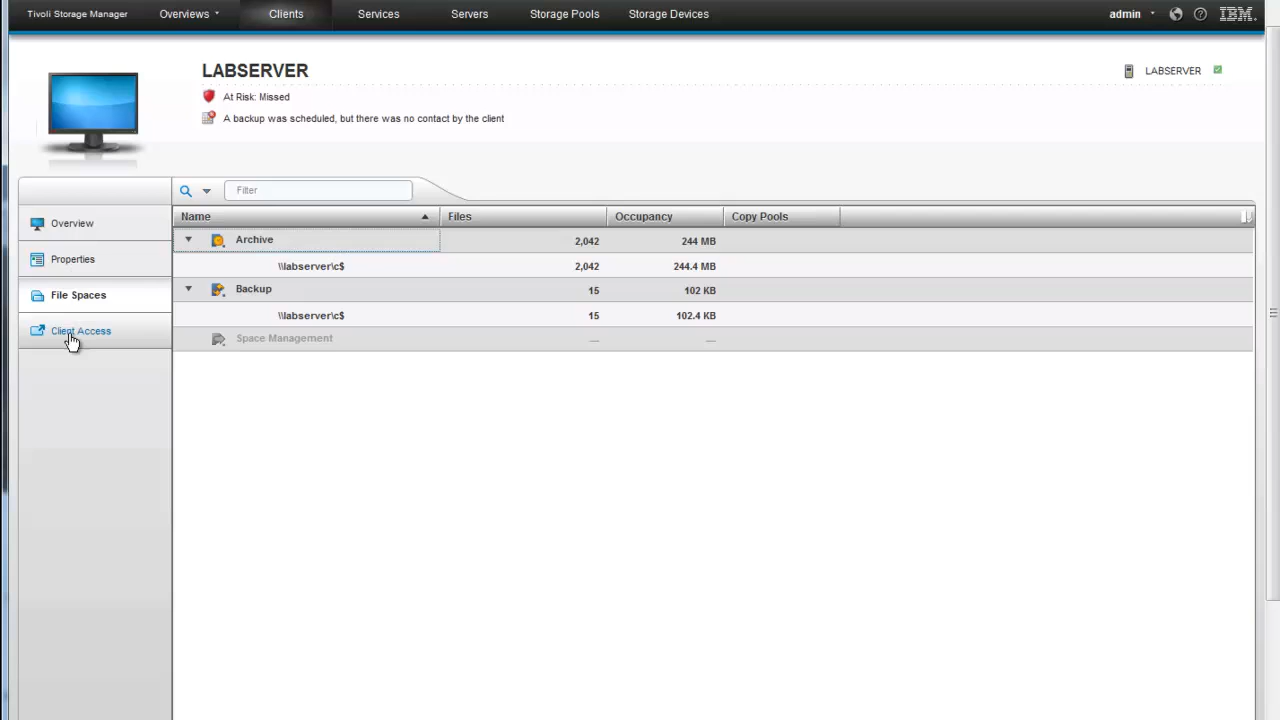 Tivoli Storage Manager Overviews Clients Services Servers Storage Pools Storage Devices admin IBM
LABSERVER
LABSERVER
At Risk: Missed
A backup was scheduled, but there was no contact by the client
Filter
Overview
Properties
File Spaces
Client Access
Name Files Occupancy Copy Pools
Archive 2,042 244 MB
\\labserver\c$ 2,042 244.4 MB
Backup 15 102 KB
\\labserver\c$ 15 102.4 KB
Space Management — —